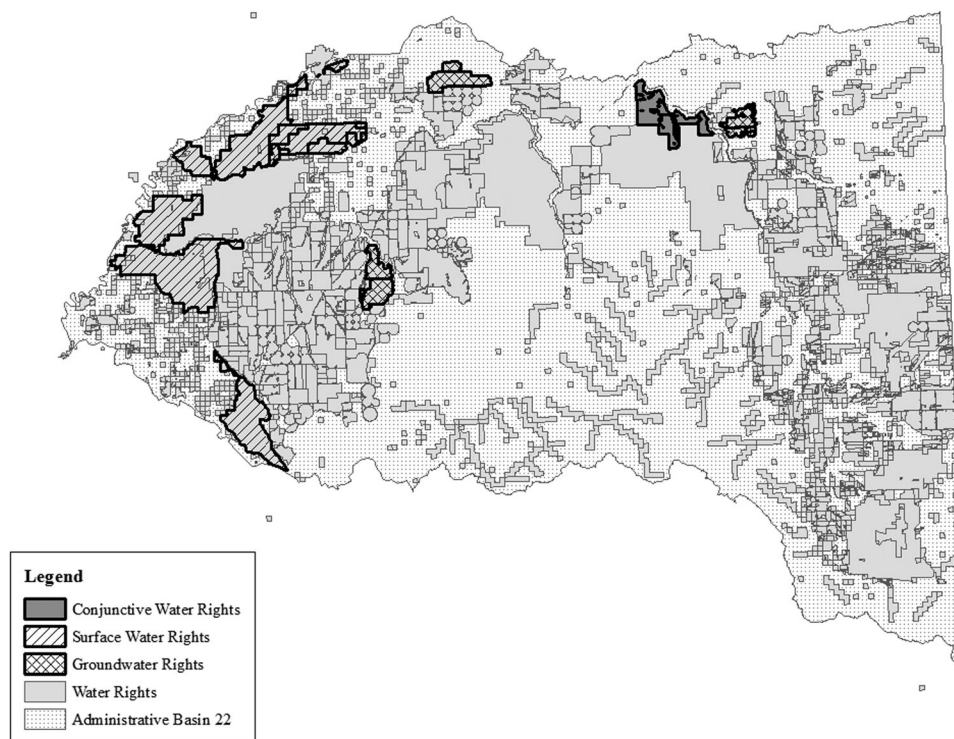 Legend
Conjunctive Water Rights
Surface Water Rights
Groundwater Rights
Water Rights
Administrative Basin 22